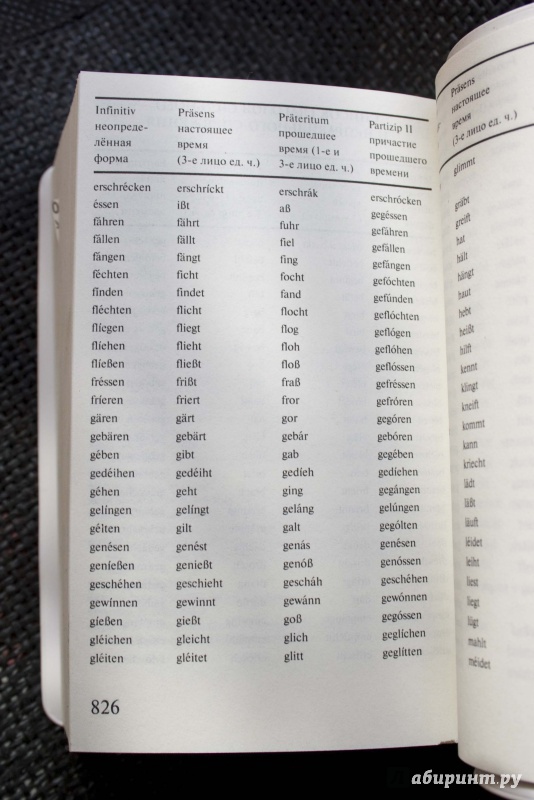 Infinitiv Präsens Präteritum Partizip II
неопреде- настоящее прошедшее причастие
лённая время время (1-е и прошедшего
форма (3-е лицо ед. ч.) 3-е лицо ед. ч.) времени
erschrécken erschríckt erschrák erschrócken
éssen ißt aß gegéssen
fáhren fährt fuhr gefáhren
fállen fällt fiel gefállen
fángen fängt fing gefángen
féchten ficht focht gefóchten
fínden findet fand gefúnden
fléchten flicht flocht geflóchten
flíegen fliegt flog geflógen
flíehen flieht floh geflóhen
flíeßen fließt floß geflóssen
fréssen frißt fraß gefréssen
fríeren friert fror gefróren
gären gärt gor gegóren
gebären gebärt gebár gebóren
gében gibt gab gegében
gedéihen gedéiht gedíeh gedíehen
géhen geht ging gegángen
gelíngen gelíngt geláng gelúngen
gélten gilt galt gególten
genésen genést genás genésen
geníeßen genießt genóß genóssen
geschéhen geschieht gescháh geschéhen
gewínnen gewinnt gewánn gewónnen
gíeßen gießt goß gegóssen
gléichen gleicht glich geglíchen
gléiten gléitet glitt geglítten
826
Präsens
настоящее
время
(3-е лицо ед. ч.)
glimmt
gräbt
greift
hat
hält
hängt
haut
hebt
heißt
hilft
kennt
klingt
kneift
kommt
kann
kriecht
lädt
läßt
läuft
léidet
leiht
liest
liegt
lügt
mahlt
méidet
абиринт.ру